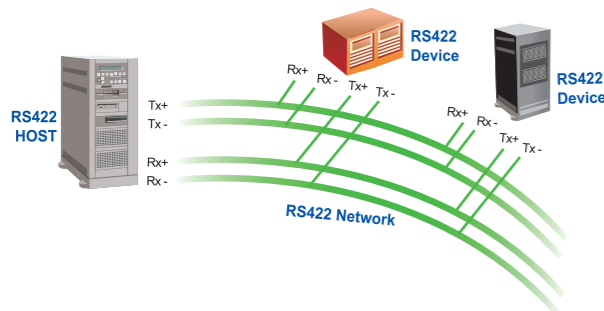 RS422
Device
RS422
Device
RS422
HOST
Tx+
Tx -
Rx+
Rx -
Rx+
Rx -
Tx+
Tx -
Rx+
Rx -
Tx+
Tx -
RS422 Network